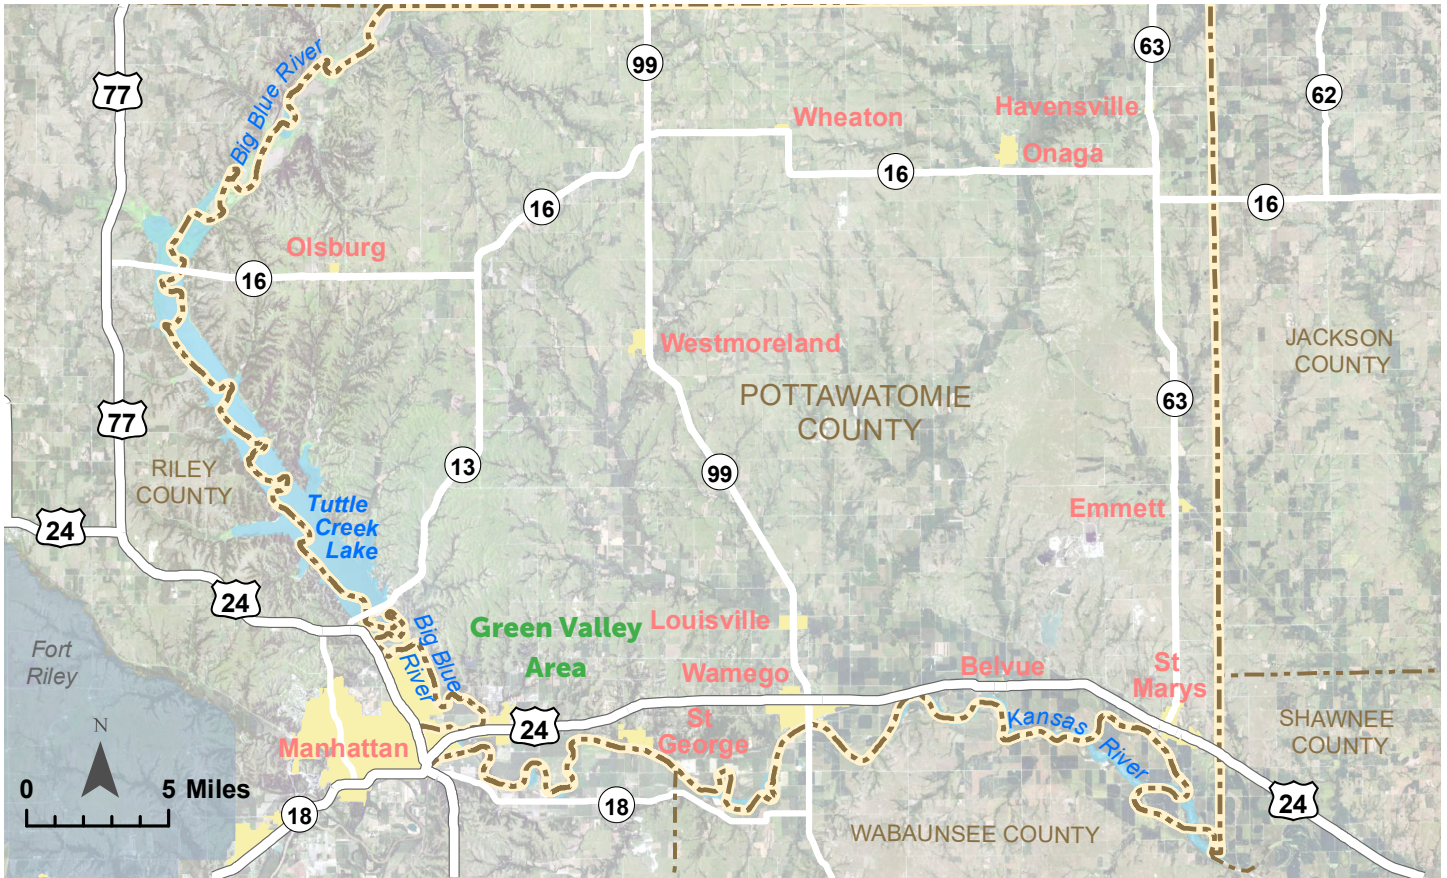 63
Big Blue River
99
77
62
Havensville
Wheaton
Onaga
16
16
16
Olsburg
16
JACKSON
COUNTY
Westmoreland
POTTAWATOMIE
COUNTY
63
77
RILEY
COUNTY
13
99
Tuttle
Creek
Lake
Emmett
24
24
Big Blue
River
Green Valley
Area
Louisville
Fort
Riley
Wamego
Belvue
St
Marys
N
24
St
George
Kansas River
SHAWNEE
COUNTY
Manhattan
0 5 Miles
18
18
24
WABAUNSEE COUNTY